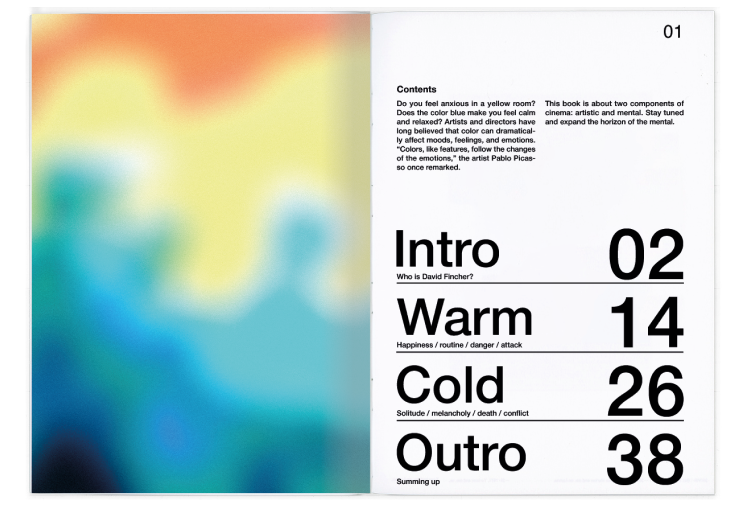 01
Contents
Do you feel anxious in a yellow room?
Does the color blue make you feel calm
and relaxed? Artists and directors have
long believed that color can dramatical-
ly affect moods, feelings, and emotions.
“Colors, like features, follow the changes
of the emotions,” the artist Pablo Picas-
so once remarked.
This book is about two components of
cinema: artistic and mental. Stay tuned
and expand the horizon of the mental.
Intro 02
Who is David Fincher?
Warm 14
Happiness / routine / danger / attack
Cold 26
Solitude / melancholy / death / conflict
Outro 38
Summing up